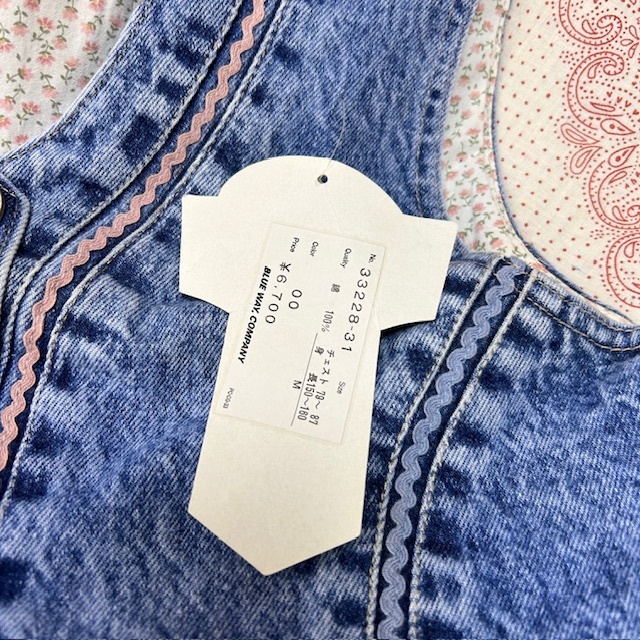 No. 33228-31
Quality 綿 100%
Size
チェスト 79~87
身長150~160
M
Color 00
Price ¥6,700
BLUE WAY. COMPANY